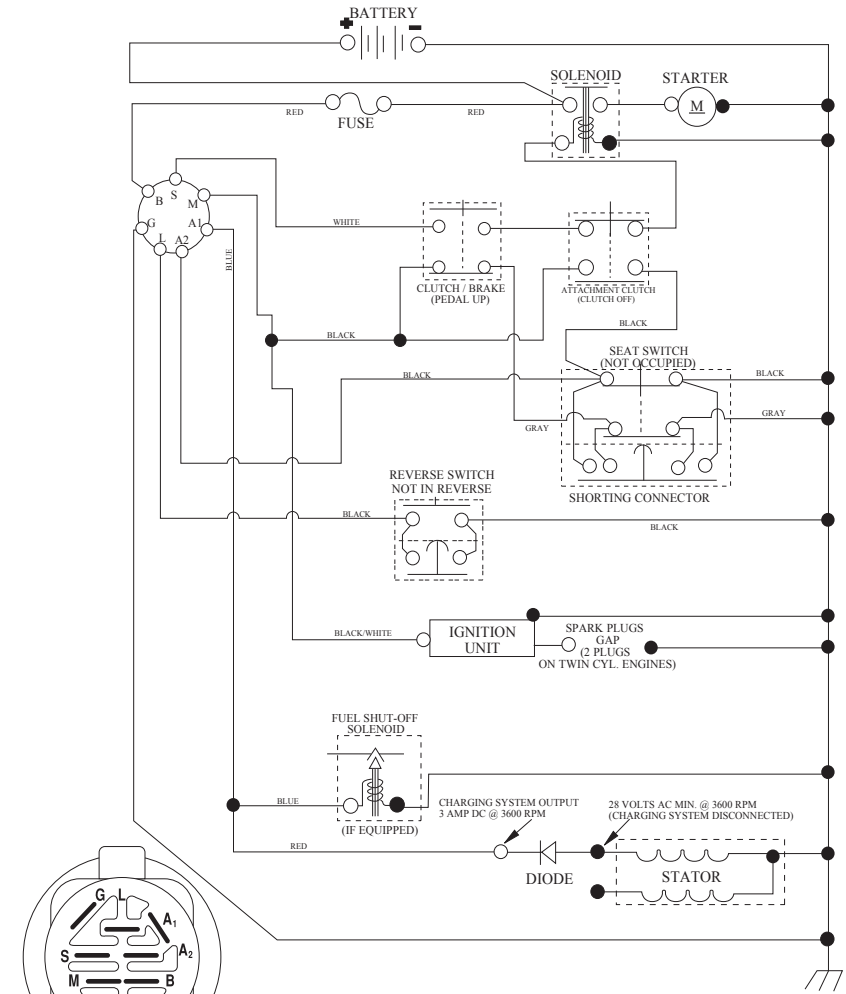 BATTERY
SOLENOID
STARTER
M
RED
FUSE
RED
B
S
M
G
A1
L
A2
WHITE
BLUE
CLUTCH / BRAKE
(PEDAL UP)
ATTACHMENT CLUTCH
(CLUTCH OFF)
BLACK
BLACK
SEAT SWITCH
(NOT OCCUPIED)
BLACK
BLACK
GRAY
GRAY
SHORTING CONNECTOR
REVERSE SWITCH
NOT IN REVERSE
BLACK
BLACK
BLACK/WHITE
IGNITION
UNIT
SPARK PLUGS
GAP
(2 PLUGS
ON TWIN CYL. ENGINES)
FUEL SHUT-OFF
SOLENOID
BLUE
(IF EQUIPPED)
CHARGING SYSTEM OUTPUT
3 AMP DC @ 3600 RPM
28 VOLTS AC MIN. @ 3600 RPM
(CHARGING SYSTEM DISCONNECTED)
RED
DIODE
STATOR
G
L
A1
S
A2
M
B